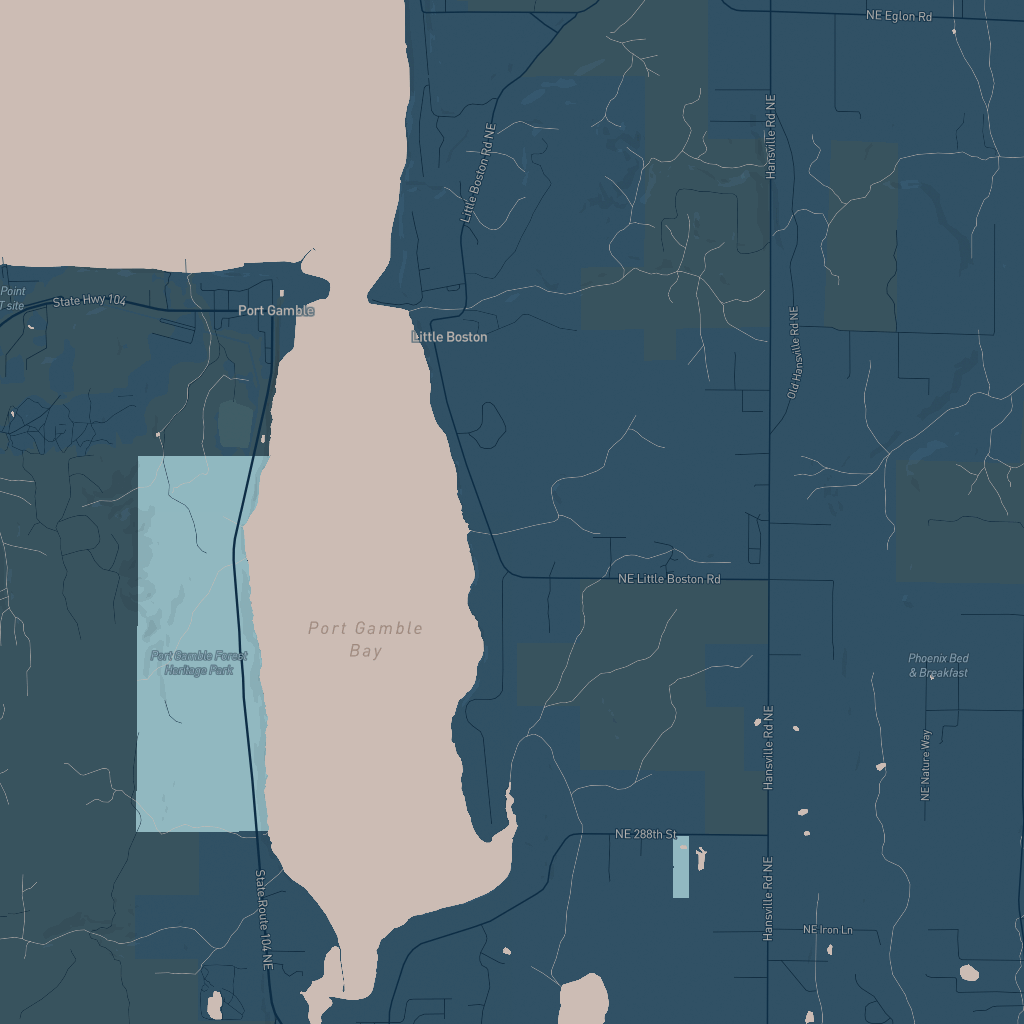 NE Eglon Rd
Hansville Rd NE
Little Boston Rd NE
Point
T site
State Hwy 104
Port Gamble
Little Boston
Old Hansville Rd NE
NE Little Boston Rd
Port Gamble
Bay
Port Gamble Forest
Heritage Park
Phoenix Bed
& Breakfast
Hansville Rd NE
NE Nature Way
NE 288th St
State Route 104 NE
Hansville Rd NE
NE Iron Ln